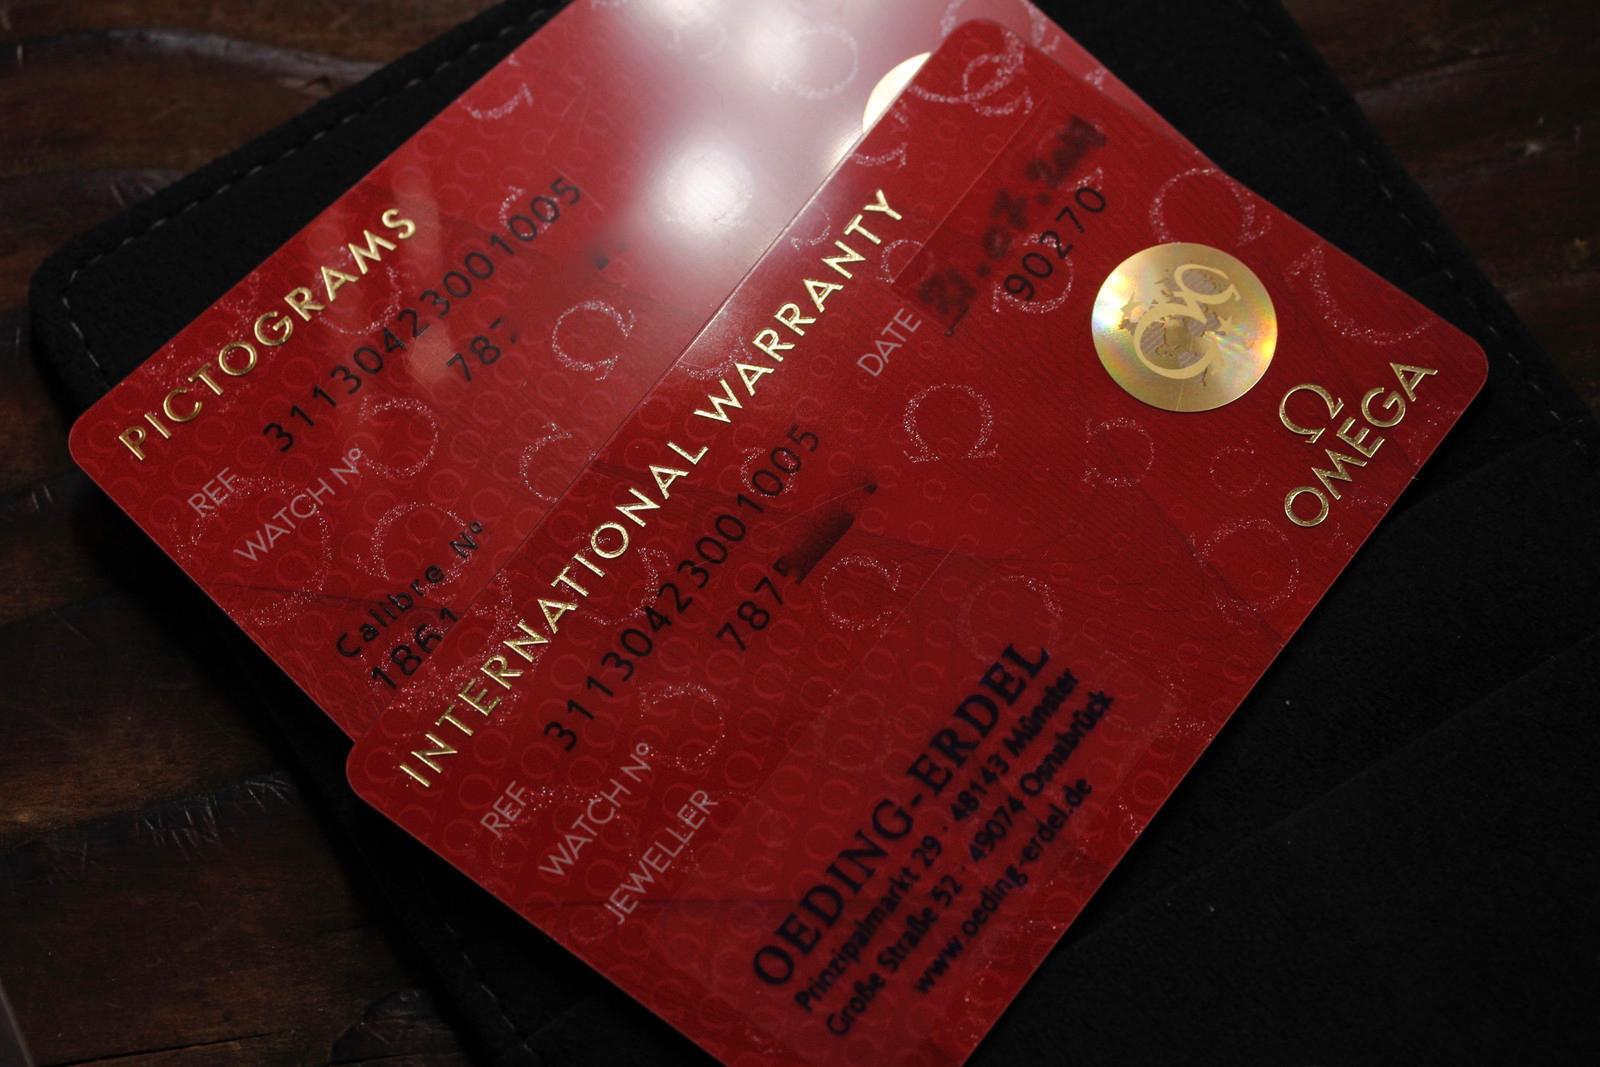 PICTOGRAMS
REF 31130423001005
WATCH Nº 78
Calibre Nº
1861
INTERNATIONAL WARRANTY
REF 31130423001005
WATCH Nº 7875
JEWELLER
OEDING-ERDEL
Prinzipalmarkt 29 · 48143 Münster
Große Straße 52 · 49074 Osnabrück
www.oeding-erdel.de
DATE
90270
Ω
OMEGA